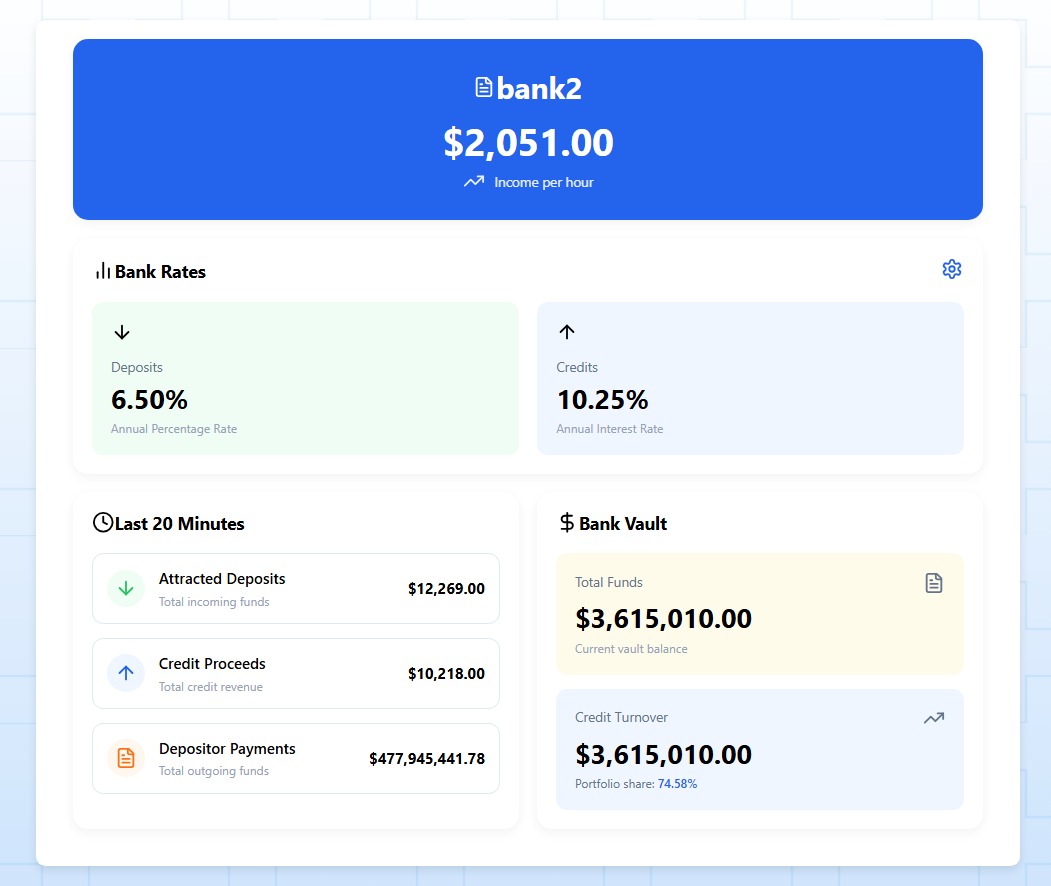 bank2
$2,051.00
Income per hour
Bank Rates
Deposits
6.50%
Annual Percentage Rate
Credits
10.25%
Annual Interest Rate
Last 20 Minutes
Attracted Deposits
Total incoming funds
$12,269.00
Credit Proceeds
Total credit revenue
$10,218.00
Depositor Payments
Total outgoing funds
$477,945,441.78
Bank Vault
Total Funds
$3,615,010.00
Current vault balance
Credit Turnover
$3,615,010.00
Portfolio share: 74.58%